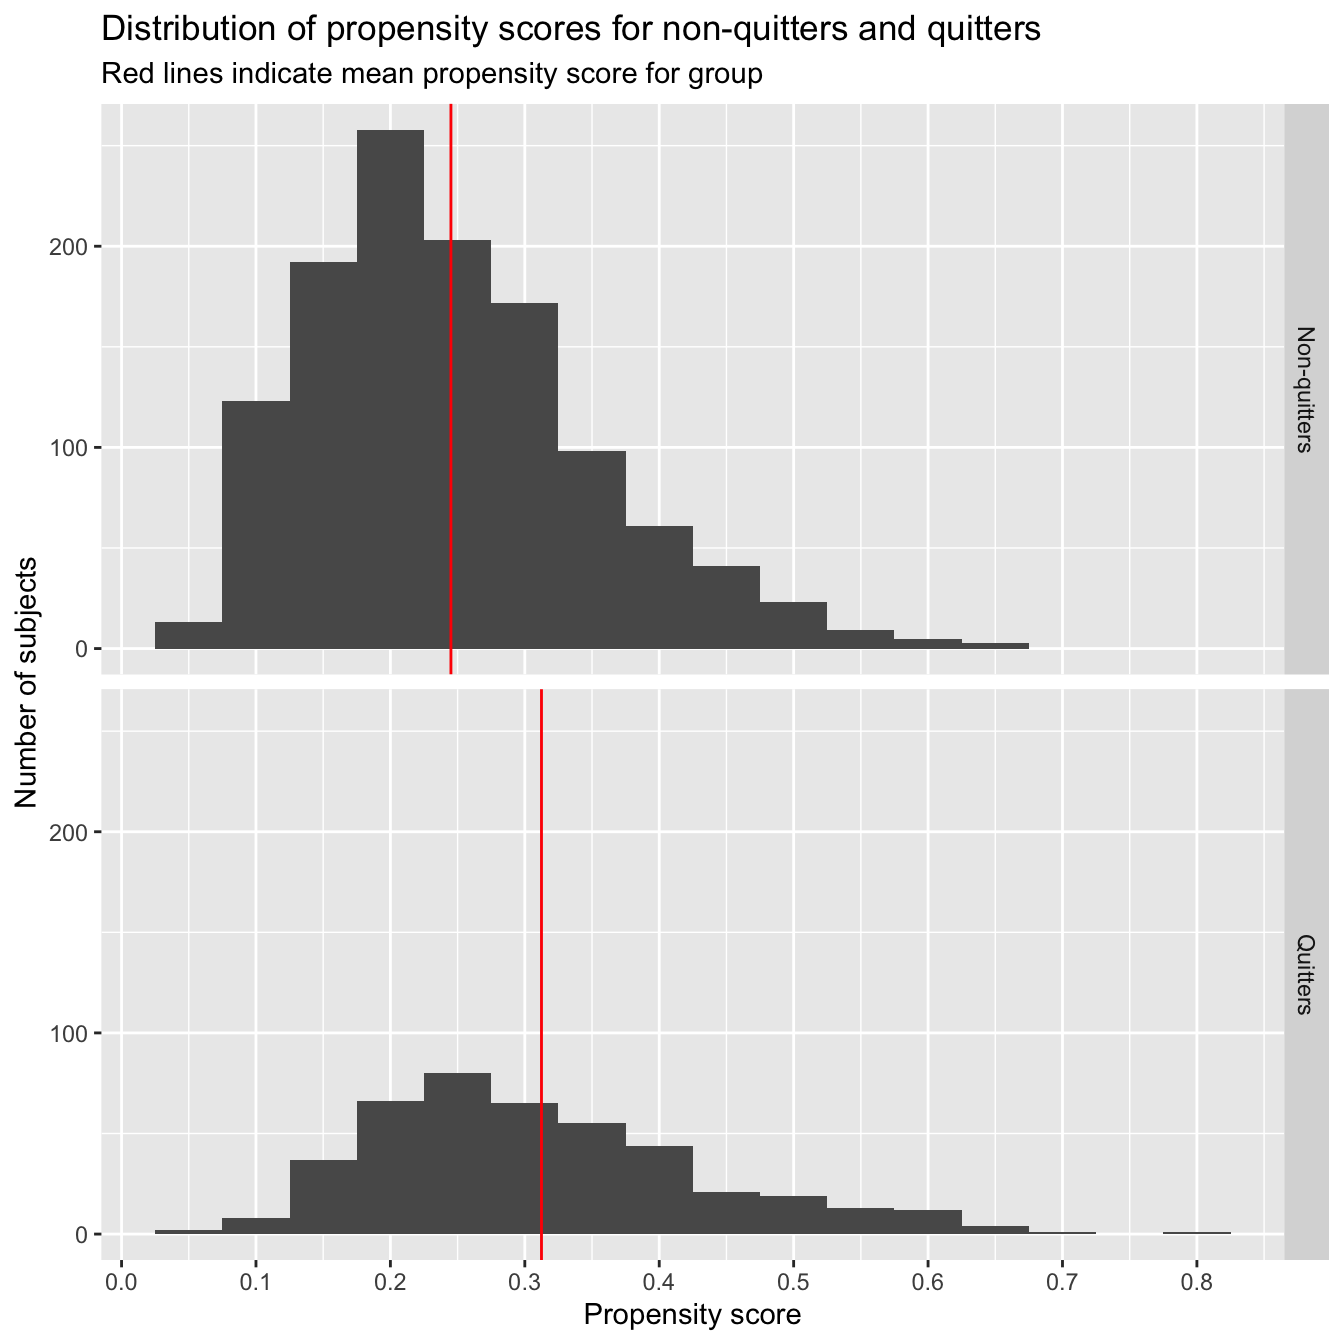 Distribution of propensity scores for non-quitters and quitters
Red lines indicate mean propensity score for group
Number of subjects
200
100
0
Non-quitters
200
100
0
Quitters
0.0 0.1 0.2 0.3 0.4 0.5 0.6 0.7 0.8
Propensity score